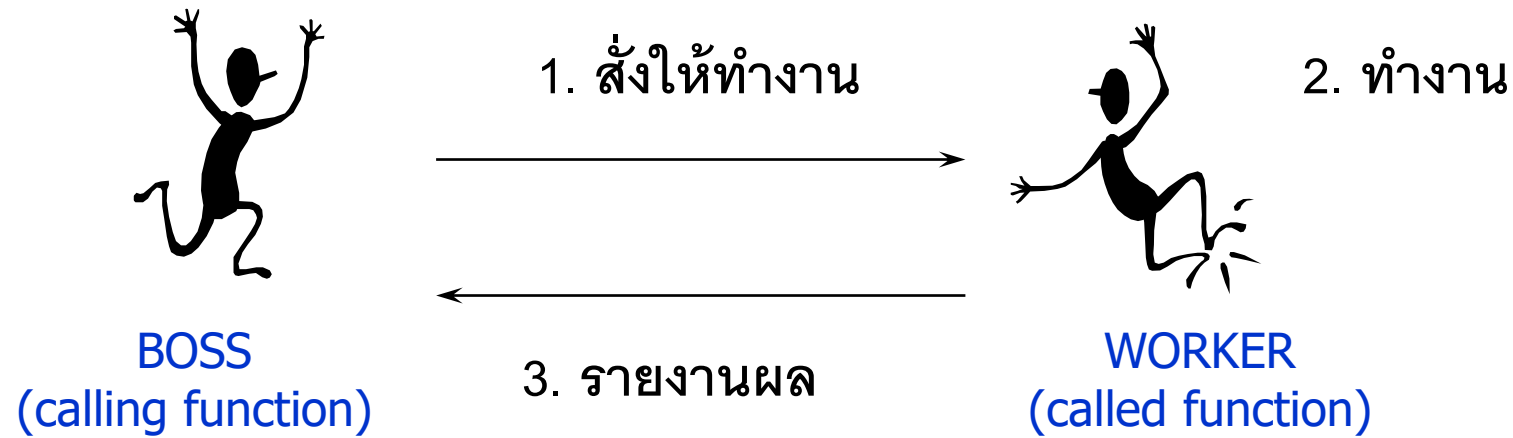 1. สั่งให้ทำงาน
2. ทำงาน
BOSS
(calling function)
3. รายงานผล
WORKER
(called function)